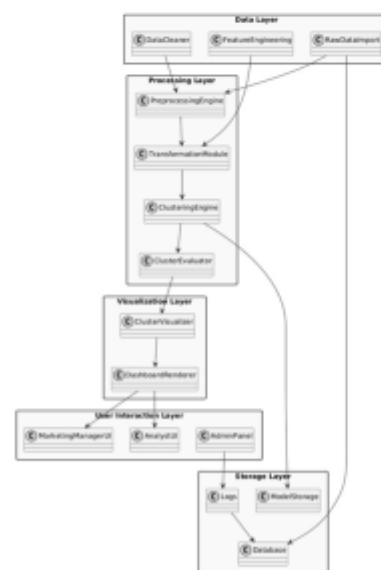 Data Layer
C DataCleaner
C FeatureEngineering
C RawDataImport
Processing Layer
C PreprocessingEngine
C TransformationModule
C ClusteringEngine
C ClusterEvaluator
Visualization Layer
C ClusterVisualizer
C DashboardRenderer
User Interaction Layer
C MarketingManagerUI
C AnalystUI
C AdminPanel
Storage Layer
C Logs
C ModelStorage
C Database